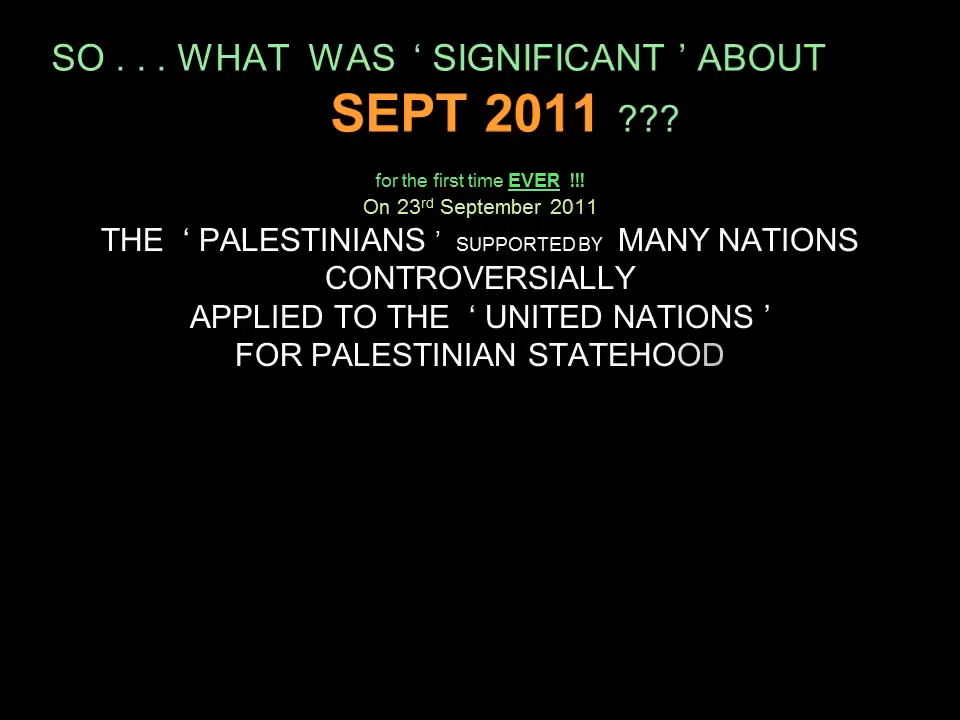 SO . . . WHAT WAS ‘ SIGNIFICANT ’ ABOUT
SEPT 2011 ???
for the first time EVER !!!
On 23rd September 2011
THE ‘ PALESTINIANS ’ SUPPORTED BY MANY NATIONS
CONTROVERSIALLY
APPLIED TO THE ‘ UNITED NATIONS ’
FOR PALESTINIAN STATEHOOD